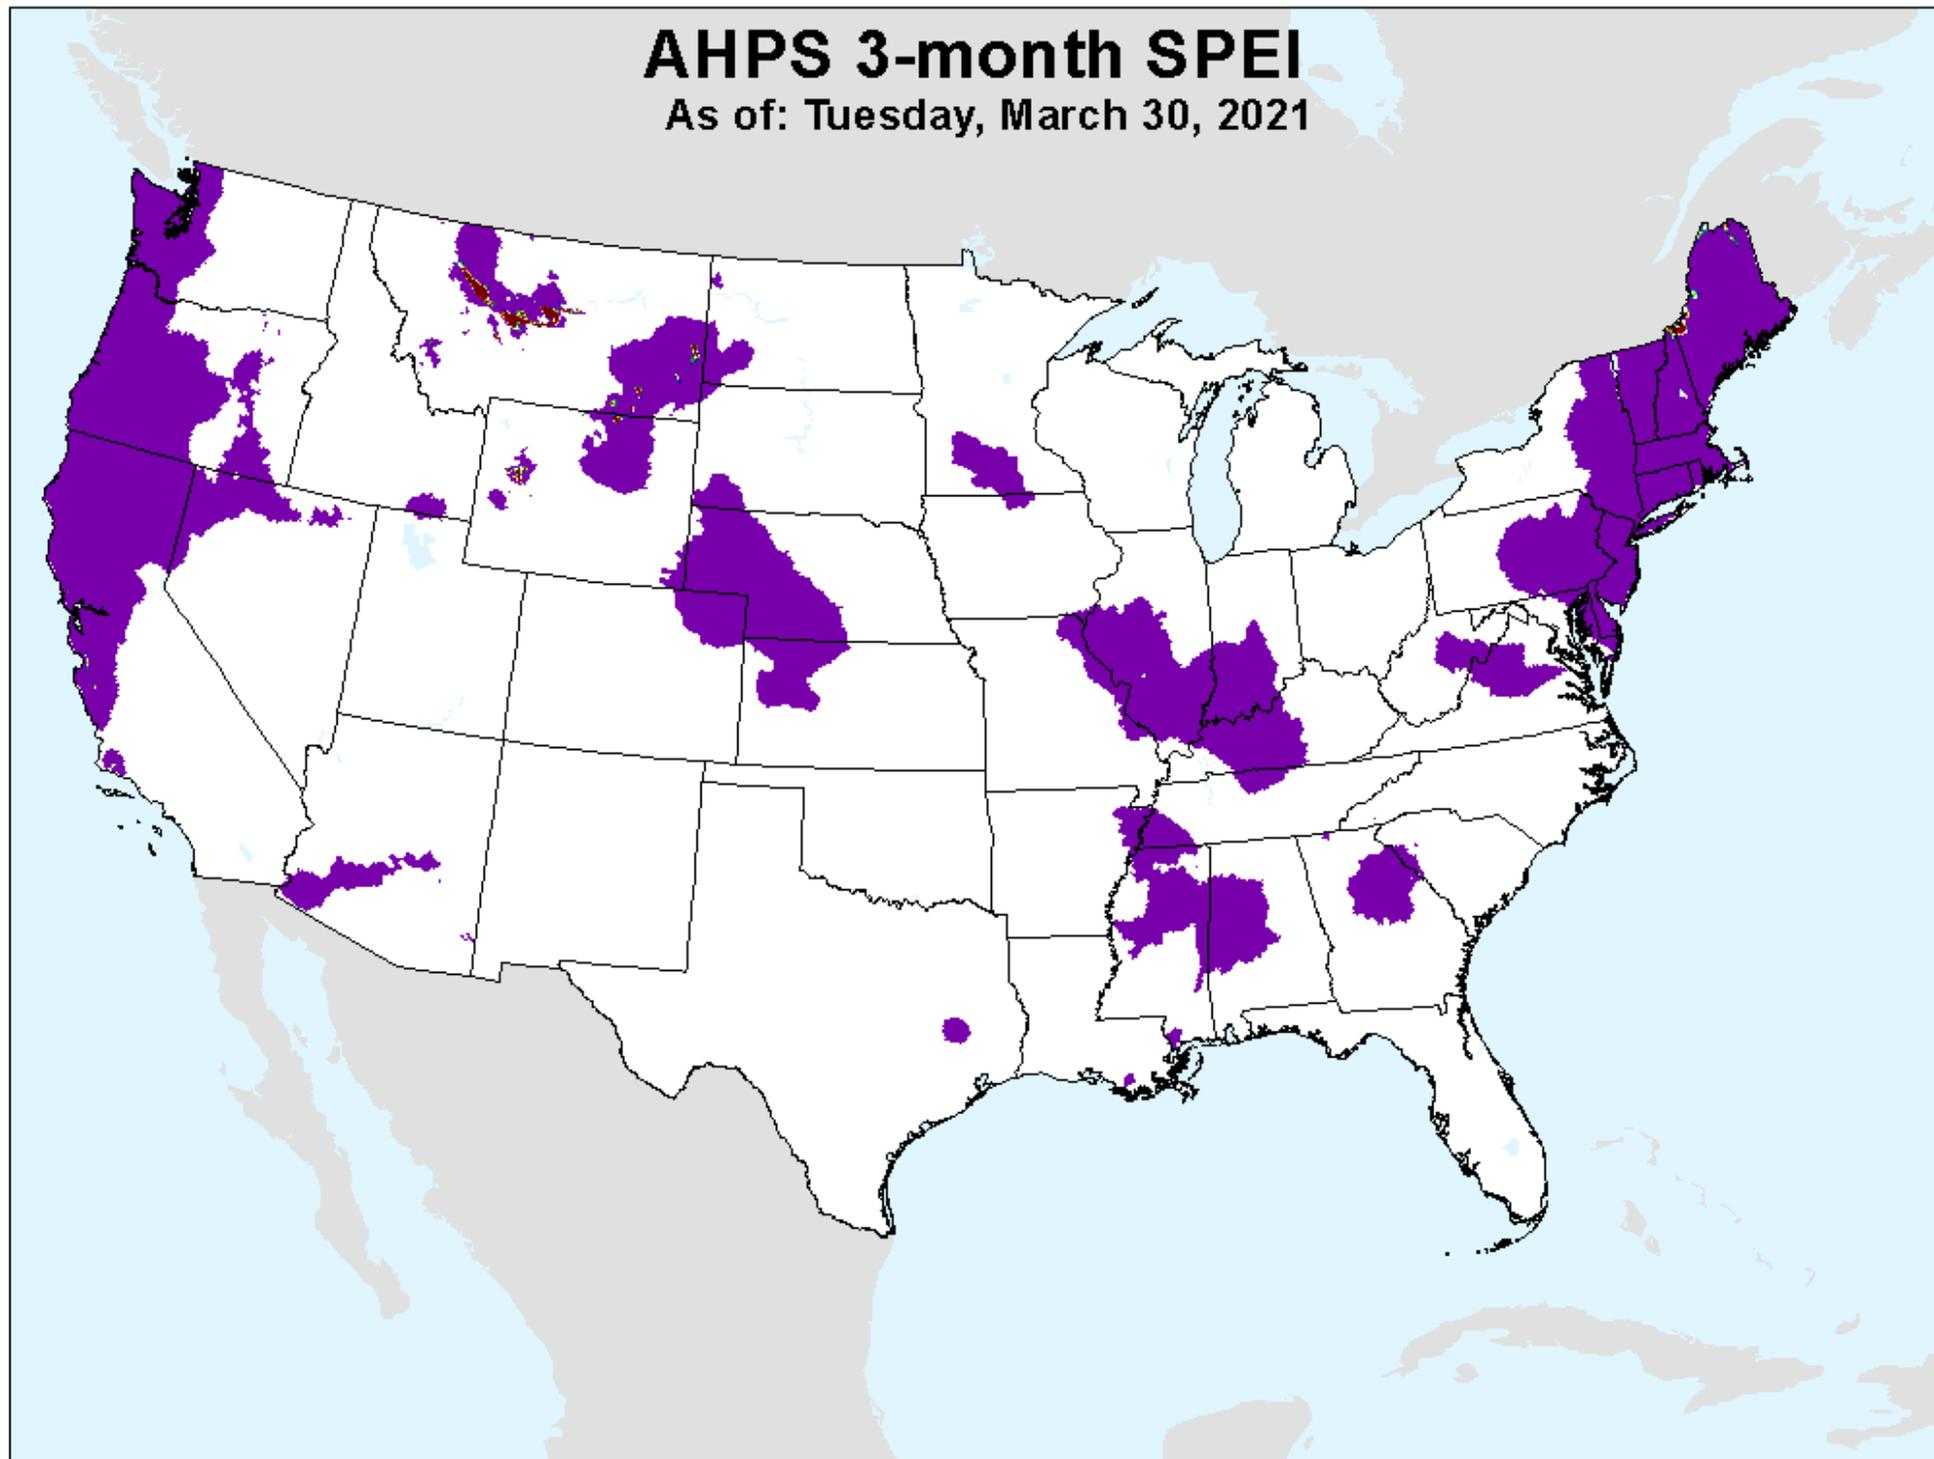 AHPS 3-month SPEI
As of: Tuesday, March 30, 2021